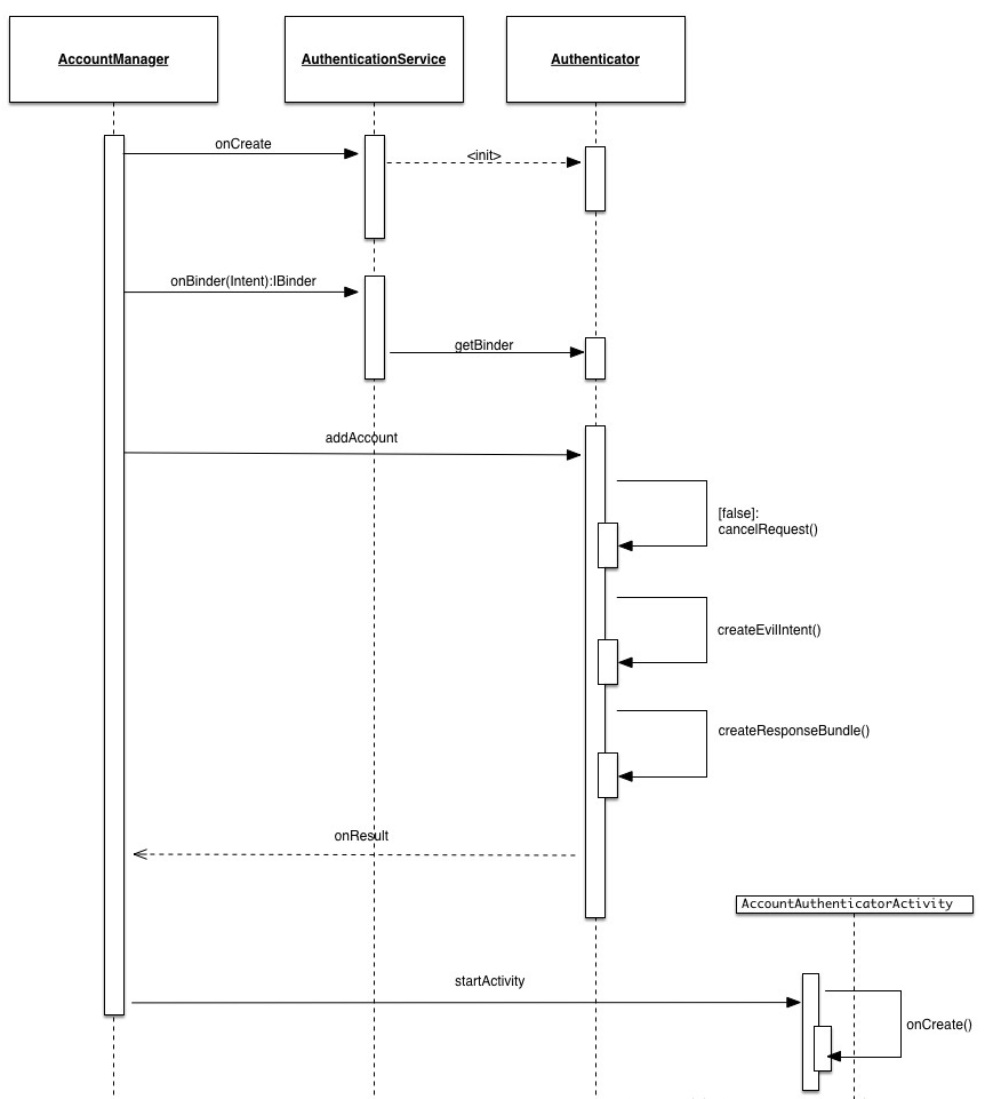 AccountManager
AuthenticationService
Authenticator
onCreate
<init>
onBinder(Intent):IBinder
getBinder
addAccount
[false]:
cancelRequest()
createEvilIntent()
createResponseBundle()
onResult
AccountAuthenticatorActivity
startActivity
onCreate()